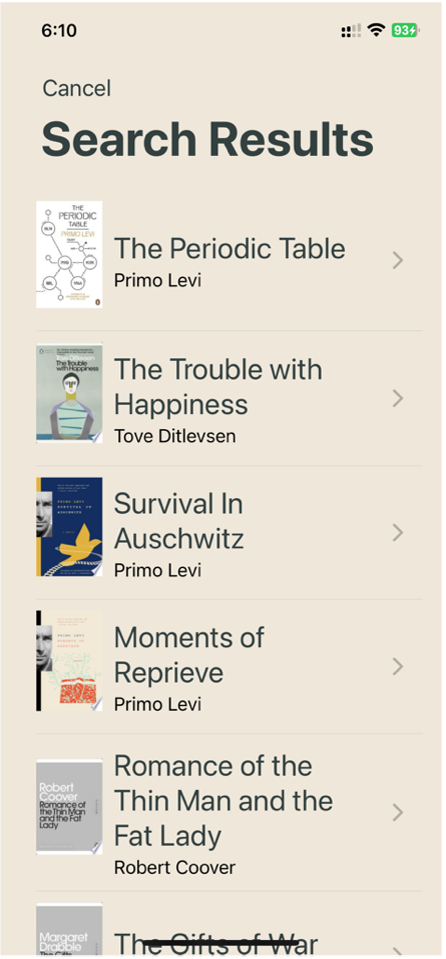 6:10
93
Cancel
Search Results
THE
PERIODIC
TABLE
PRIMO LEVI
The Periodic Table
Primo Levi
The Trouble
with Happiness
The Trouble with
Happiness
Tove Ditlevsen
PRIMO LEVI
SURVIVAL IN
AUSCHWITZ
Survival In
Auschwitz
Primo Levi
PRIMO LEVI
MOMENTS OF
REPRIEVE
Moments of
Reprieve
Primo Levi
Robert
Coover
Romance of
the Thin Man
and the Fat
Lady
Romance of the
Thin Man and the
Fat Lady
Robert Coover
Margaret
Drabble
The Gifts
The Gifts of War